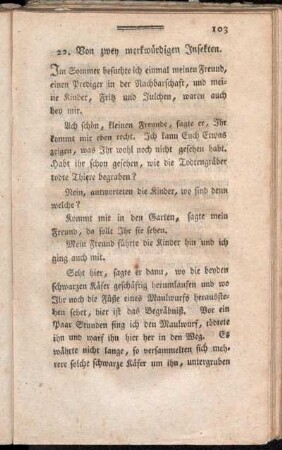 103
22. Von zwey merkwürdigen Insekten.
Im Sommer besuchte ich einmal meinen Freund,
einen Prediger in der Nachbarschaft, und mei-
ne Kinder, Fritz und Julchen, waren auch
bey mir.
Ach schön, kleinen Freunde, sagte er, Ihr
kommt mir eben recht. Ich kann Euch Etwas
zeigen, was Ihr wohl noch nicht gesehen habt.
Habt ihr schon gesehen, wie die Todtengräber
todte Thiere begraben?
Nein, antworteten die Kinder, wo sind denn
welche?
Kommt mit in den Garten, sagte mein
Freund, da sollt Ihr sie sehen.
Mein Freund führte die Kinder hin und ich
ging auch mit.
Seht hier, sagte er dann, wo die beyden
schwarzen Käfer geschäftig herumlaufen und wo
Ihr noch die Füße eines Maulwurfs herausste-
hen sehet, hier ist das Begräbniß. Vor ein
Paar Stunden fing ich den Maulwurf, tödtete
ihn und warf ihn hier her in den Weg. Es
währte nicht lange, so versammelten sich meh-
rere solche schwarze Käfer um ihn, untergruben